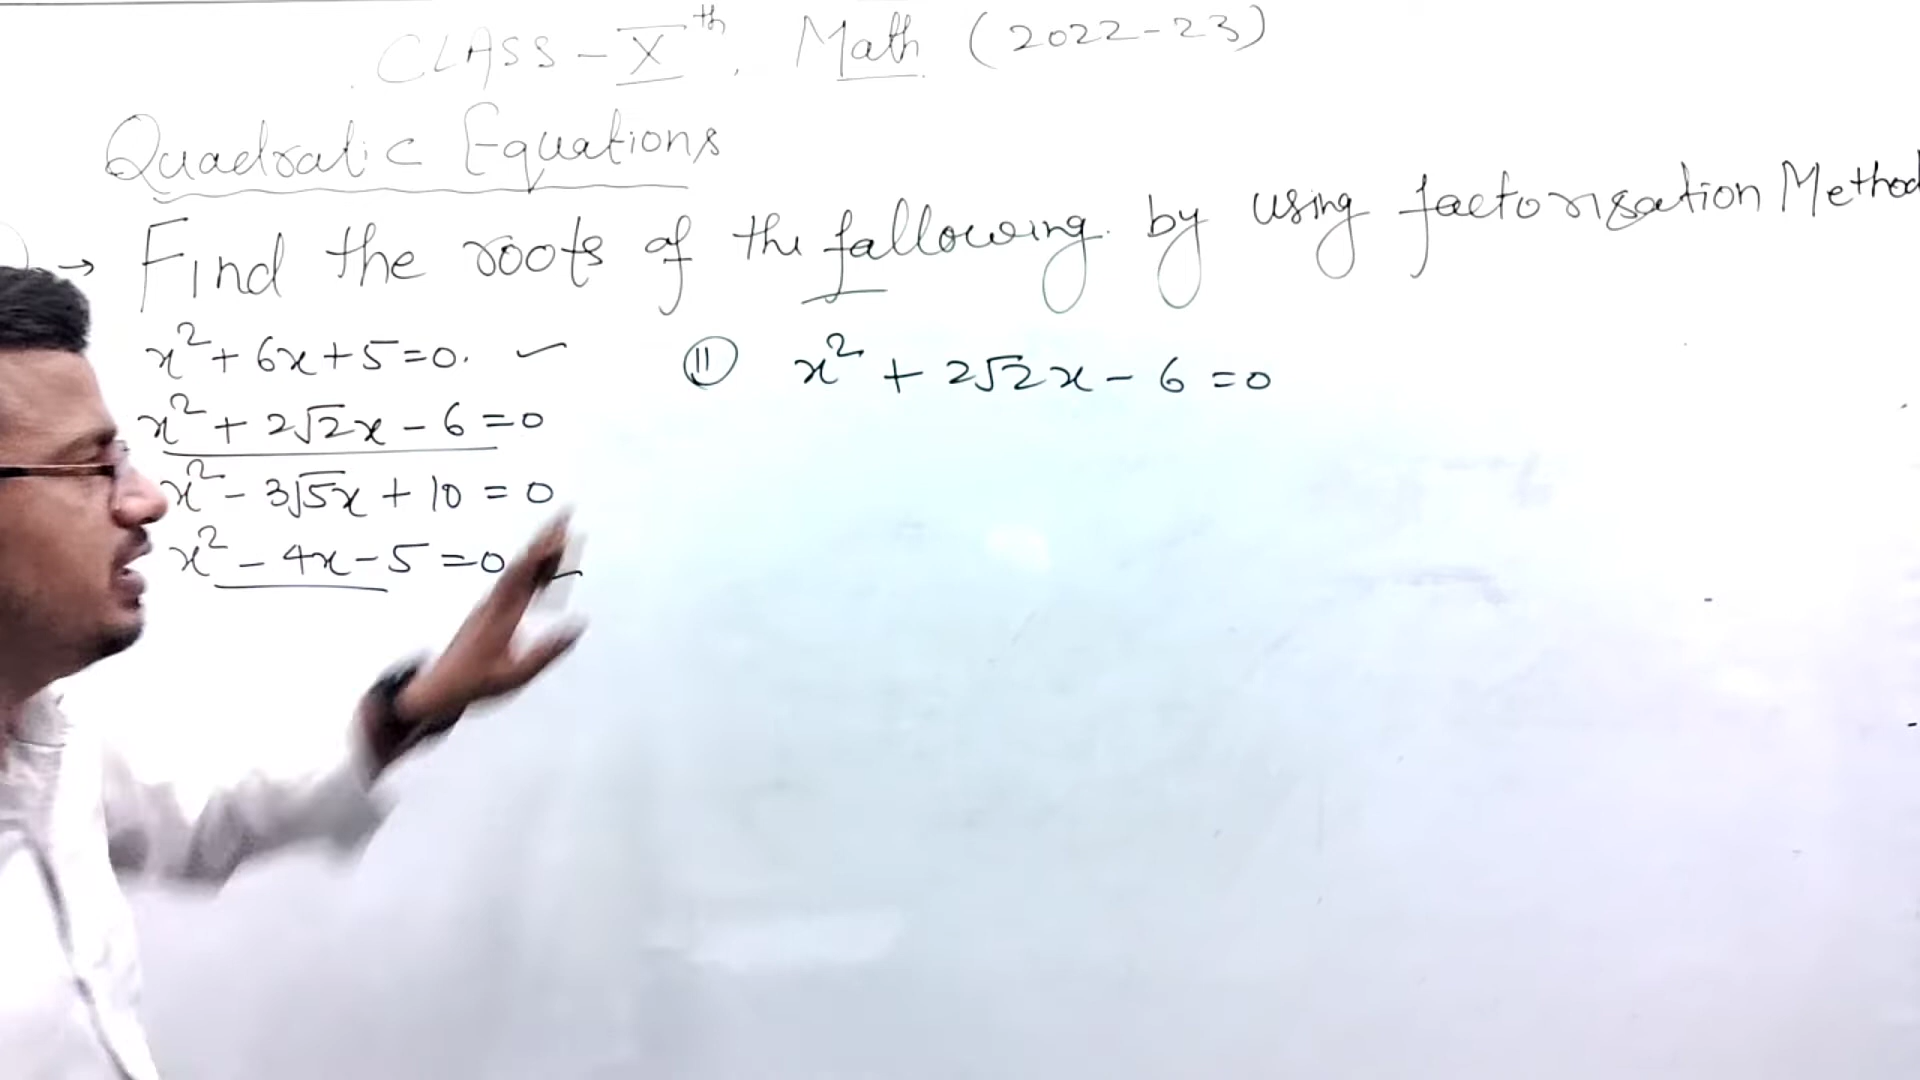 CLASS - Xth, Math (2022-23)
Quadratic Equations
→ Find the roots of the fallowing by using factorisation Method
x² + 6x + 5 = 0. ✓
x² + 2√2x - 6 = 0
x² - 3√5x + 10 = 0
x² - 4x - 5 = 0
(II) x² + 2√2x - 6 = 0